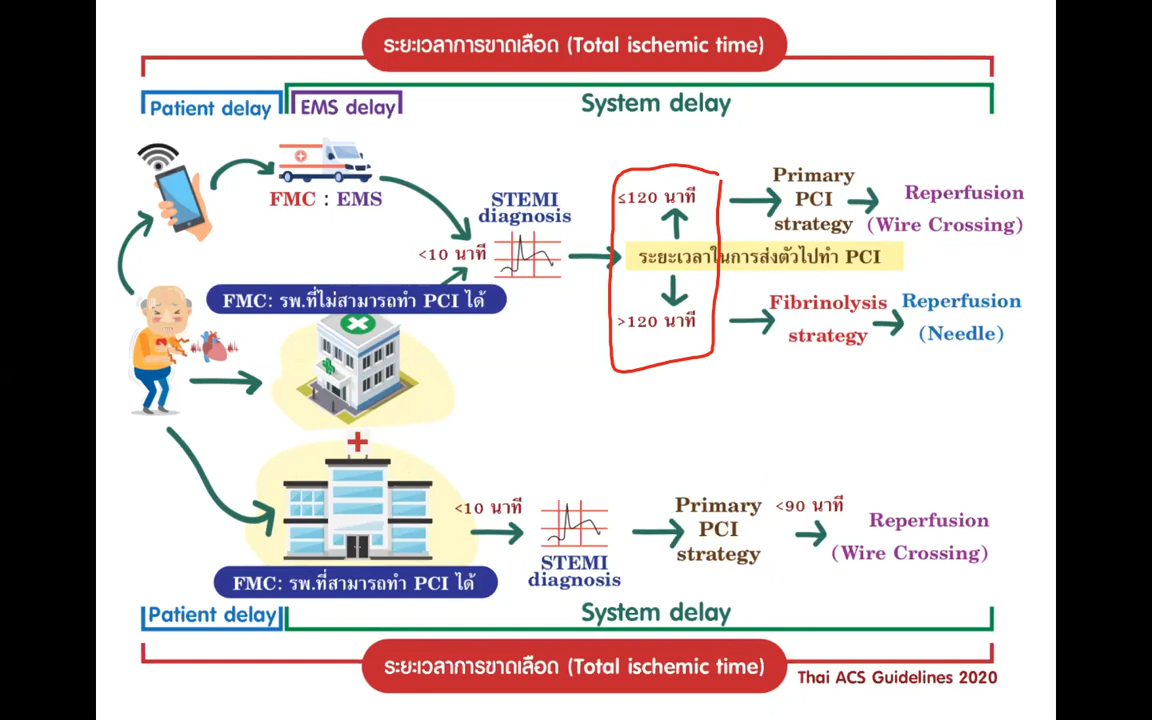 ระยะเวลาการขาดเลือด (Total ischemic time)
Patient delay
EMS delay
System delay
FMC : EMS
<10 นาที
STEMI
diagnosis
≤120 นาที
ระยะเวลาในการส่งตัวไปทำ PCI
>120 นาที
Primary
PCI
strategy
Reperfusion
(Wire Crossing)
Fibrinolysis
strategy
Reperfusion
(Needle)
FMC: รพ.ที่ไม่สามารถทำ PCI ได้
<10 นาที
STEMI
diagnosis
Primary
PCI
strategy
<90 นาที
Reperfusion
(Wire Crossing)
FMC: รพ.ที่สามารถทำ PCI ได้
Patient delay
System delay
ระยะเวลาการขาดเลือด (Total ischemic time)
Thai ACS Guidelines 2020